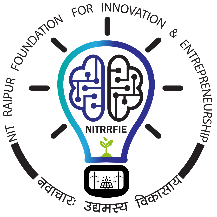 NIT RAIPUR FOUNDATION FOR INNOVATION & ENTREPRENEURSHIP
NITRRFIE
नवाचारः उद्यमस्य विकासाय